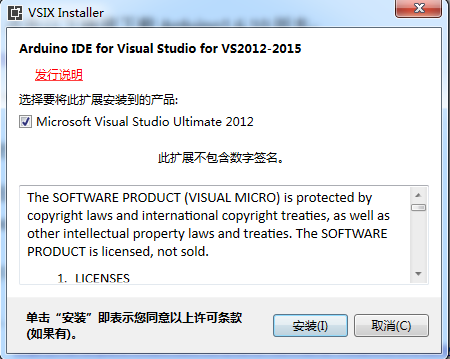 VSIX Installer
Arduino IDE for Visual Studio for VS2012-2015
发行说明
选择要将此扩展安装到的产品:
Microsoft Visual Studio Ultimate 2012
此扩展不包含数字签名。
The SOFTWARE PRODUCT (VISUAL MICRO) is protected by
copyright laws and international copyright treaties, as well as
other intellectual property laws and treaties. The SOFTWARE
PRODUCT is licensed, not sold.
1. LICENSES
单击“安装”即表示您同意以上许可条款
(如果有)。
安装(I)
取消(C)